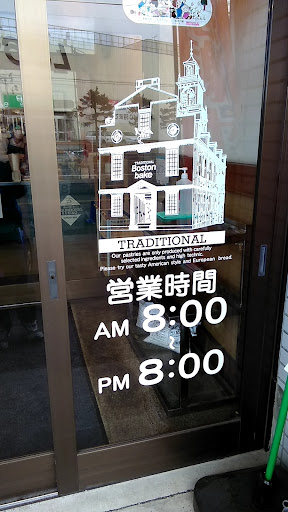 TRADITIONAL
Boston
bake
TRADITIONAL
Our pastries are only produced with carefully
selected ingredients and high technic.
Please try our tasty American style and European bread.
営業時間
AM 8:00
~
PM 8:00